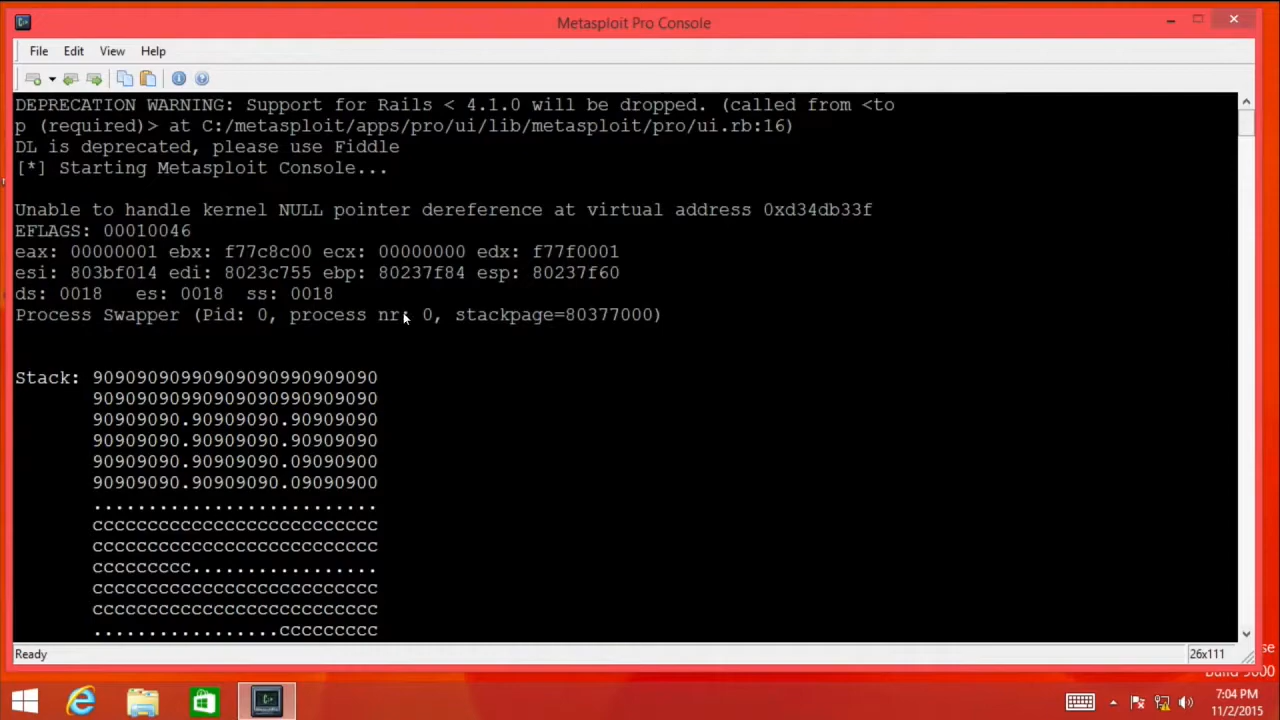 Metasploit Pro Console
File Edit View Help
DEPRECATION WARNING: Support for Rails < 4.1.0 will be dropped. (called from <to
p (required)> at C:/metasploit/apps/pro/ui/lib/metasploit/pro/ui.rb:16)
DL is deprecated, please use Fiddle
[*] Starting Metasploit Console...
Unable to handle kernel NULL pointer dereference at virtual address 0xd34db33f
EFLAGS: 00010046
eax: 00000001 ebx: f77c8c00 ecx: 00000000 edx: f77f0001
esi: 803bf014 edi: 8023c755 ebp: 80237f84 esp: 80237f60
ds: 0018   es: 0018  ss: 0018
Process Swapper (Pid: 0, process nr: 0, stackpage=80377000)
Stack: 90909090990909090990909090
90909090990909090990909090
90909090.90909090.90909090
90909090.90909090.90909090
90909090.90909090.09090900
90909090.90909090.09090900
..........................
cccccccccccccccccccccccccc
cccccccccccccccccccccccccc
ccccccccc.................
cccccccccccccccccccccccccc
cccccccccccccccccccccccccc
.................ccccccccc
Ready
26x111
7:04 PM
11/2/2015